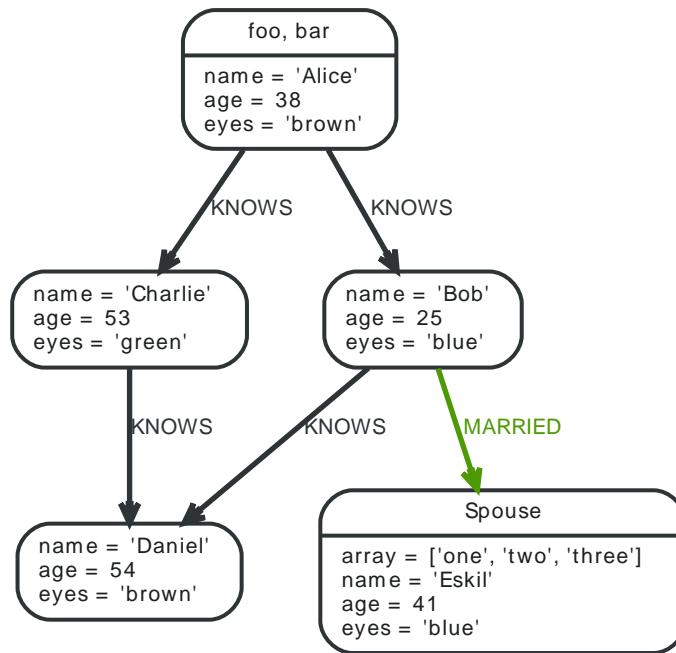 foo, bar
name = 'Alice'
age = 38
eyes = 'brown'
KNOWS
KNOWS
name = 'Charlie'
age = 53
eyes = 'green'
name = 'Bob'
age = 25
eyes = 'blue'
KNOWS
KNOWS
MARRIED
name = 'Daniel'
age = 54
eyes = 'brown'
Spouse
array = ['one', 'two', 'three']
name = 'Eskil'
age = 41
eyes = 'blue'